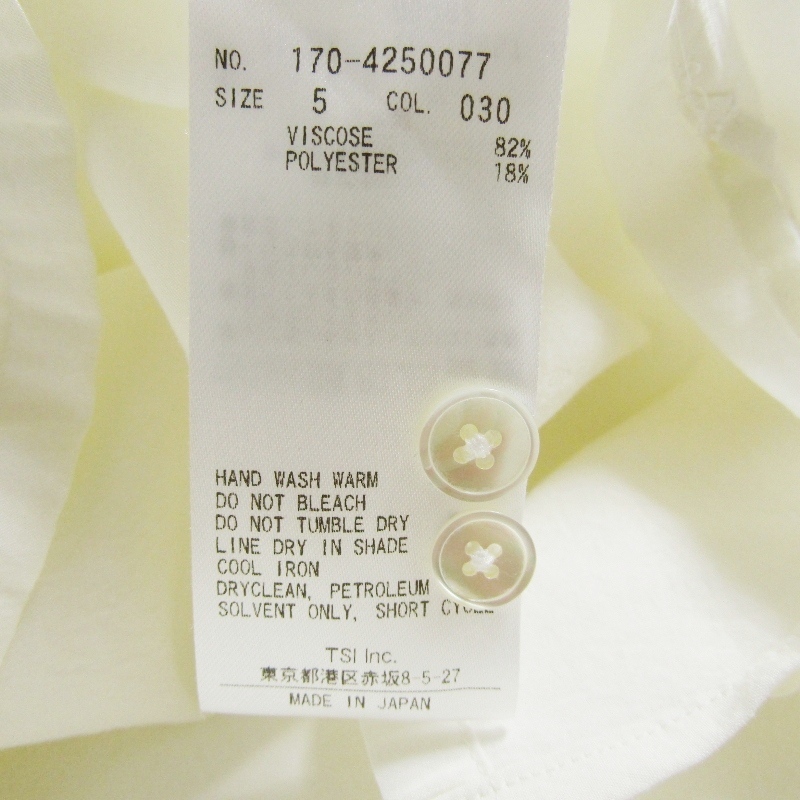 NO. 170-4250077
SIZE 5 COL. 030
VISCOSE 82%
POLYESTER 18%
HAND WASH WARM
DO NOT BLEACH
DO NOT TUMBLE DRY
LINE DRY IN SHADE
COOL IRON
DRYCLEAN, PETROLEUM
SOLVENT ONLY, SHORT CYCLE
TSI Inc.
東京都港区赤坂8-5-27
MADE IN JAPAN